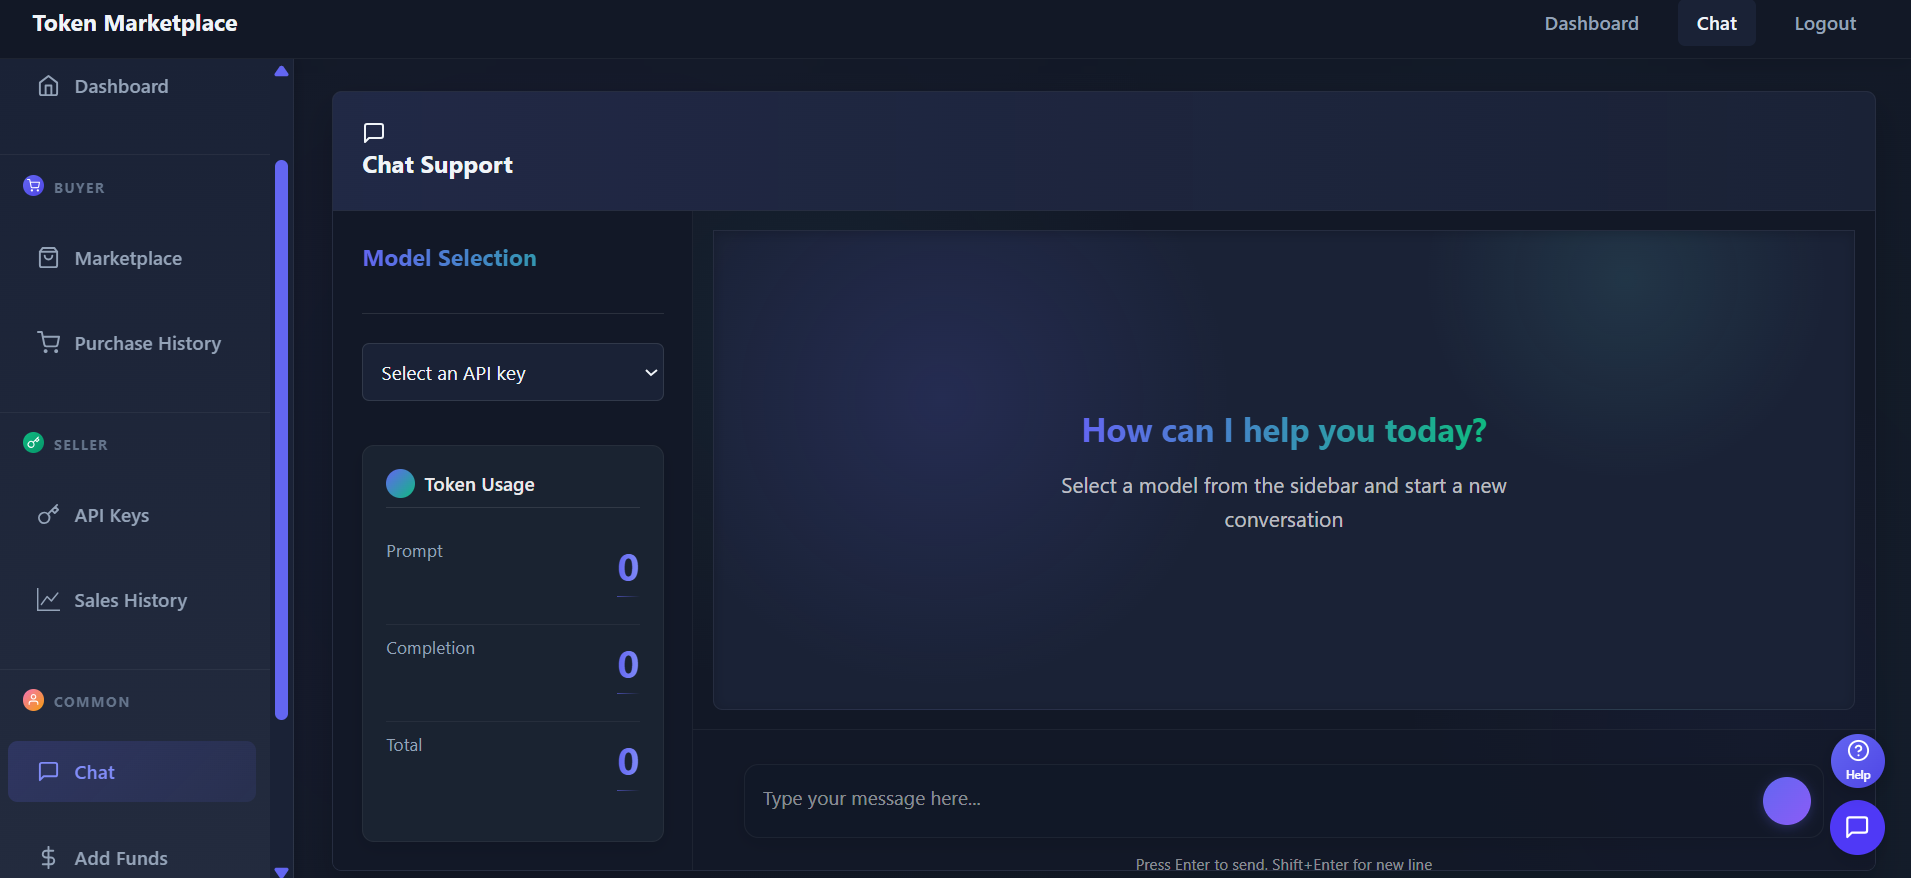 Token Marketplace
Dashboard
Chat
Logout
Dashboard
BUYER
Marketplace
Purchase History
SELLER
API Keys
Sales History
COMMON
Chat
Add Funds
Chat Support
Model Selection
Select an API key
Token Usage
Prompt
0
Completion
0
Total
0
How can I help you today?
Select a model from the sidebar and start a new
conversation
Type your message here...
Press Enter to send. Shift+Enter for new line
Help